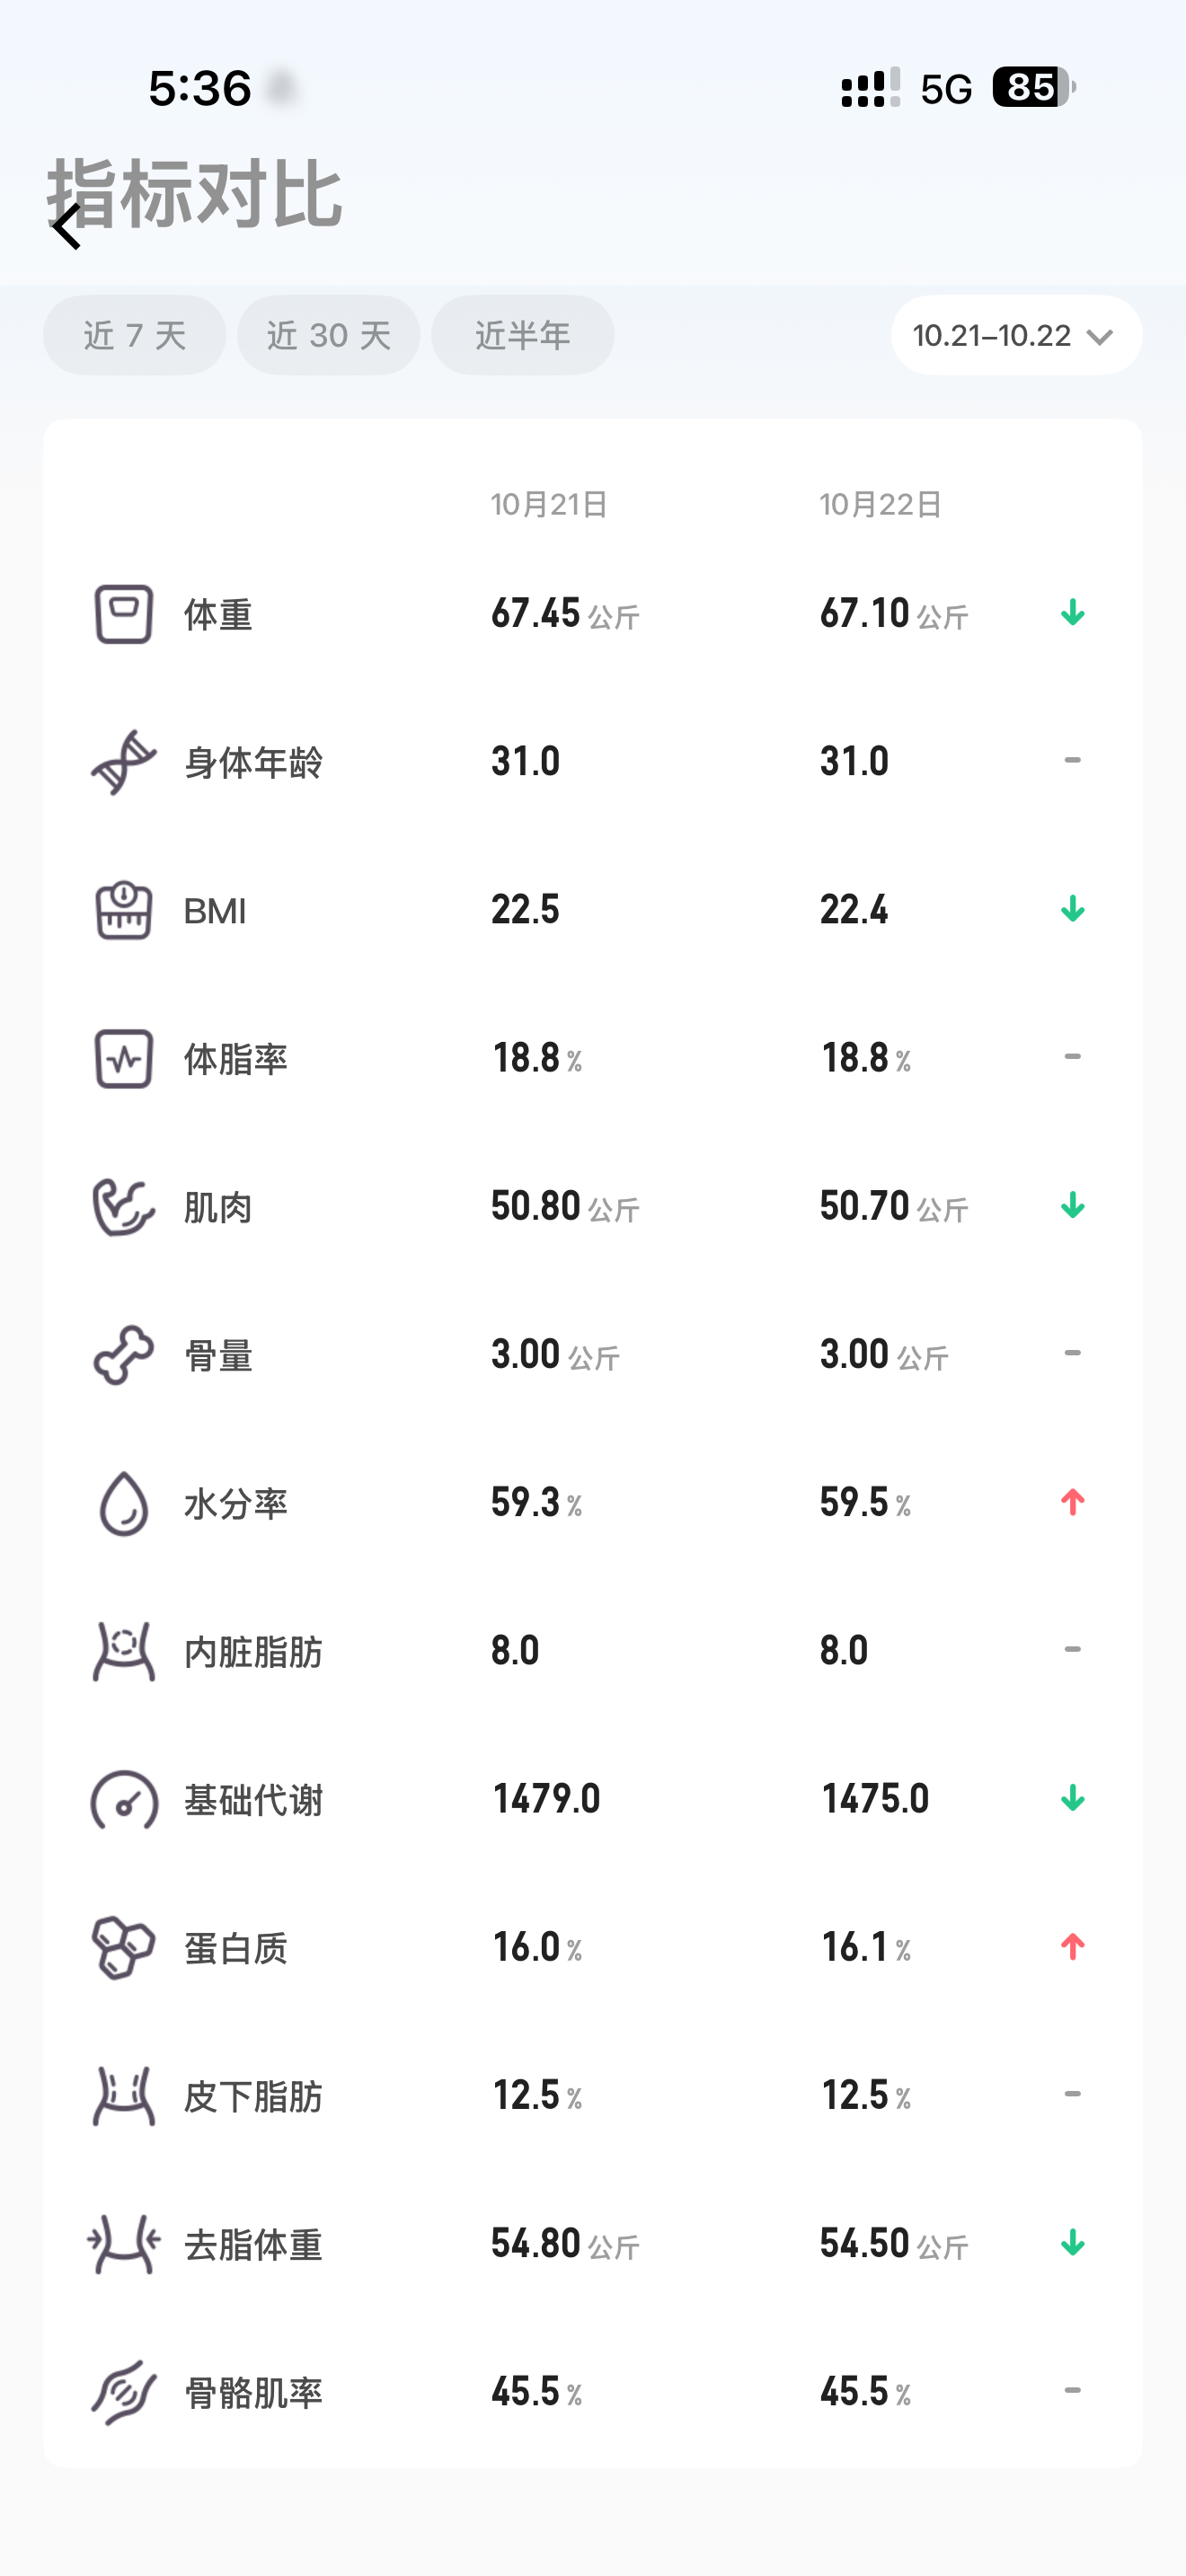 5:36 5G 85
指标对比
近 7 天 近 30 天 近半年 10.21–10.22
10月21日 10月22日
体重 67.45 公斤 67.10 公斤
身体年龄 31.0 31.0 -
BMI 22.5 22.4
体脂率 18.8 % 18.8 % -
肌肉 50.80 公斤 50.70 公斤
骨量 3.00 公斤 3.00 公斤 -
水分率 59.3 % 59.5 %
内脏脂肪 8.0 8.0 -
基础代谢 1479.0 1475.0
蛋白质 16.0 % 16.1 %
皮下脂肪 12.5 % 12.5 % -
去脂体重 54.80 公斤 54.50 公斤
骨骼肌率 45.5 % 45.5 % -